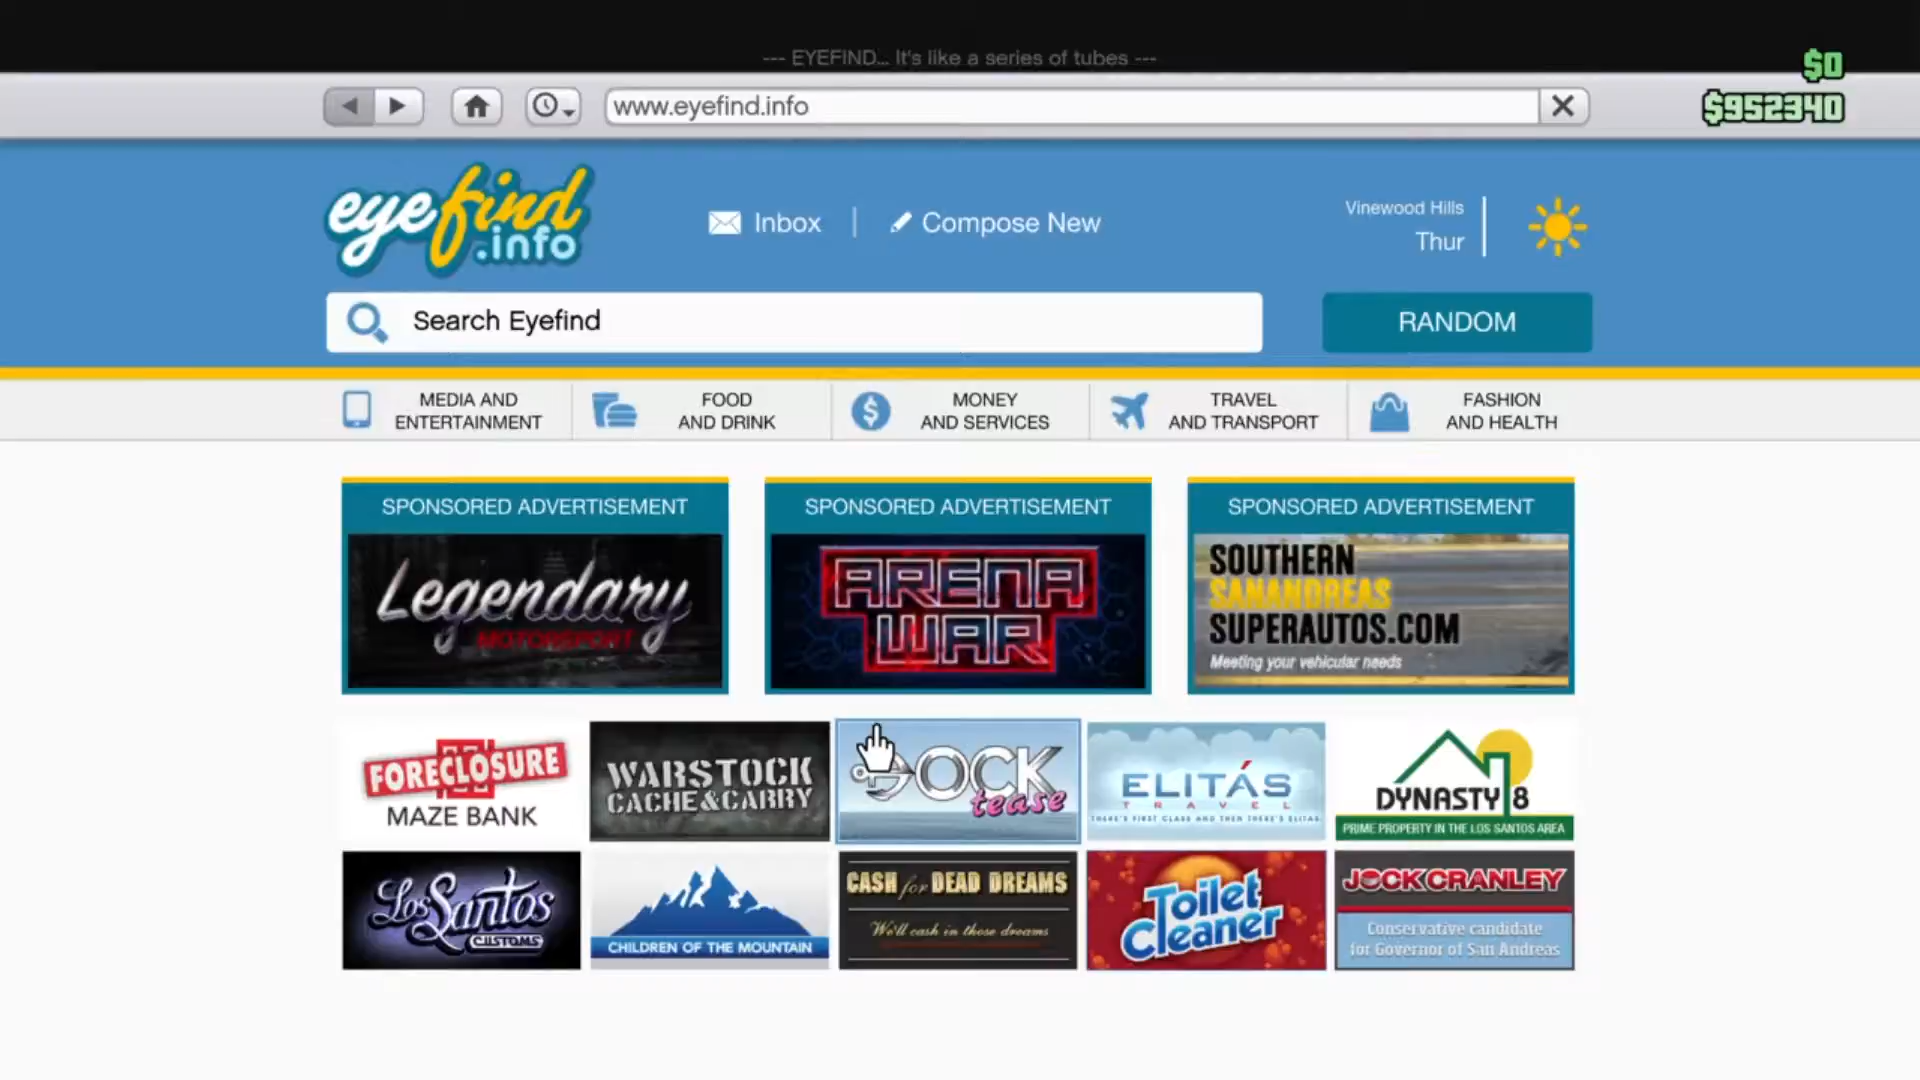 --- EYEFIND... It's like a series of tubes ---
$0
www.eyefind.info
$952340
eyefind
.info
Inbox
Compose New
Vinewood Hills
Thur
Search Eyefind
RANDOM
MEDIA AND
ENTERTAINMENT
FOOD
AND DRINK
MONEY
AND SERVICES
TRAVEL
AND TRANSPORT
FASHION
AND HEALTH
SPONSORED ADVERTISEMENT
Legendary
MOTORSPORT
SPONSORED ADVERTISEMENT
ARENA
WAR
SPONSORED ADVERTISEMENT
SOUTHERN
SANANDREAS
SUPERAUTOS.COM
Meeting your vehicular needs
FORECLOSURE
MAZE BANK
WARSTOCK
CACHE&CARRY
DOCK
tease
ELITÁS
TRAVEL
THERE'S FIRST CLASS AND THEN THERE'S ELITAS
DYNASTY 8
PRIME PROPERTY IN THE LOS SANTOS AREA
Los Santos
CUSTOMS
CHILDREN OF THE MOUNTAIN
CASH for DEAD DREAMS
We'll cash in those dreams
Toilet
Cleaner
JOCK CRANLEY
Conservative candidate
for Governor of San Andreas